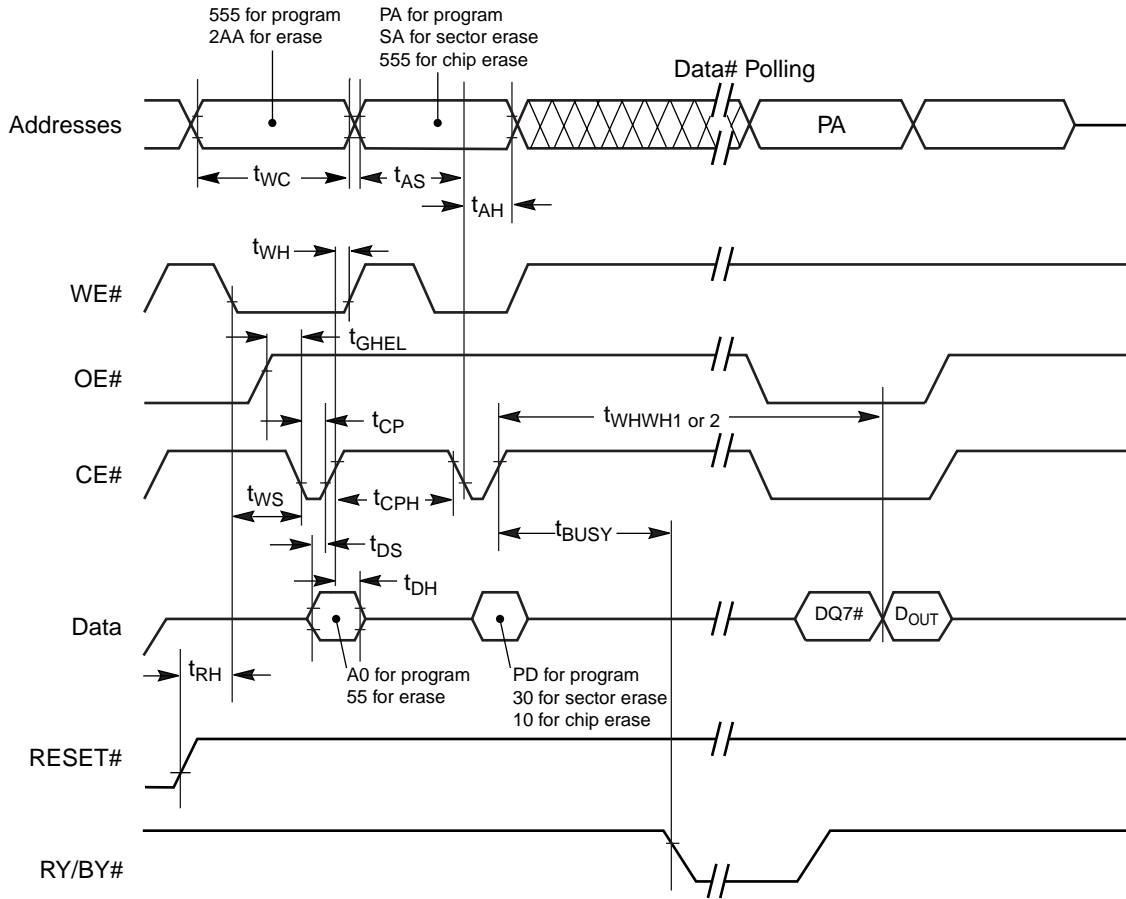 555 for program
2AA for erase
PA for program
SA for sector erase
555 for chip erase
Data# Polling
Addresses
PA
tWC
tAS
tAH
tWH
WE#
tGHEL
OE#
tCP
tWHWH1 or 2
CE#
tWS
tCPH
tBUSY
tDS
tDH
Data
DQ7#
DOUT
tRH
A0 for program
55 for erase
PD for program
30 for sector erase
10 for chip erase
RESET#
RY/BY#